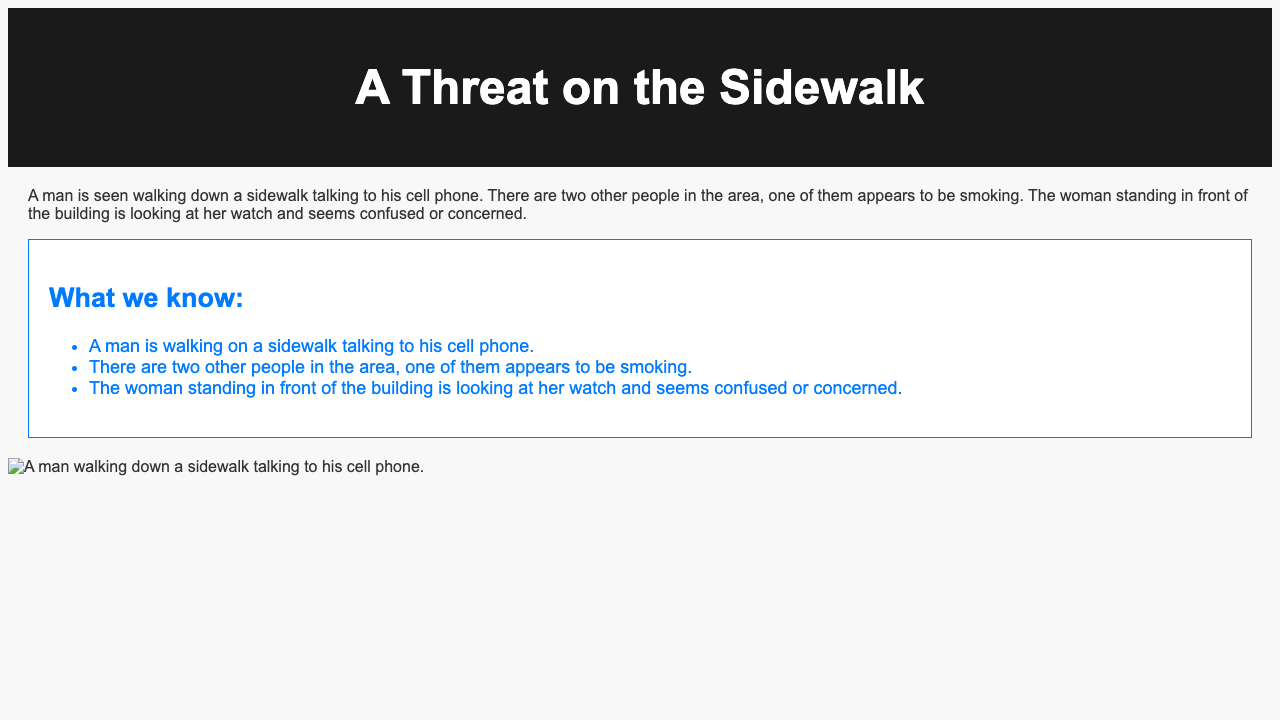 A Threat on the Sidewalk
A man is seen walking down a sidewalk talking to his cell phone. There are two other people in the area, one of them appears to be smoking. The woman standing in front of
the building is looking at her watch and seems confused or concerned.
What we know:
A man is walking on a sidewalk talking to his cell phone.
There are two other people in the area, one of them appears to be smoking.
The woman standing in front of the building is looking at her watch and seems confused or concerned.
A man walking down a sidewalk talking to his cell phone.